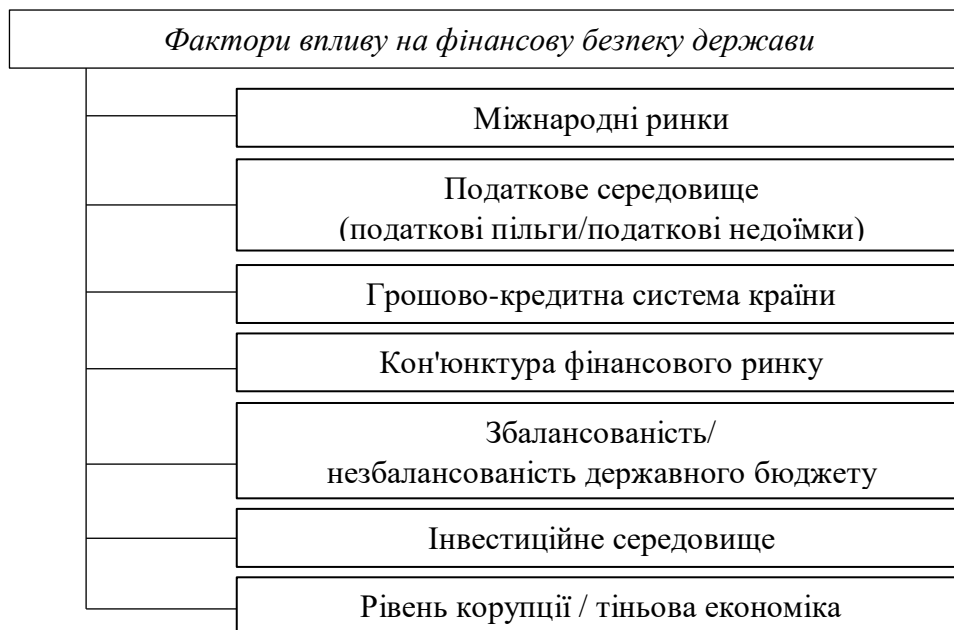 Фактори впливу на фінансову безпеку держави
Міжнародні ринки
Податкове середовище
(податкові пільги/податкові недоїмки)
Грошово-кредитна система країни
Кон'юнктура фінансового ринку
Збалансованість/
незбалансованість державного бюджету
Інвестиційне середовище
Рівень корупції / тіньова економіка